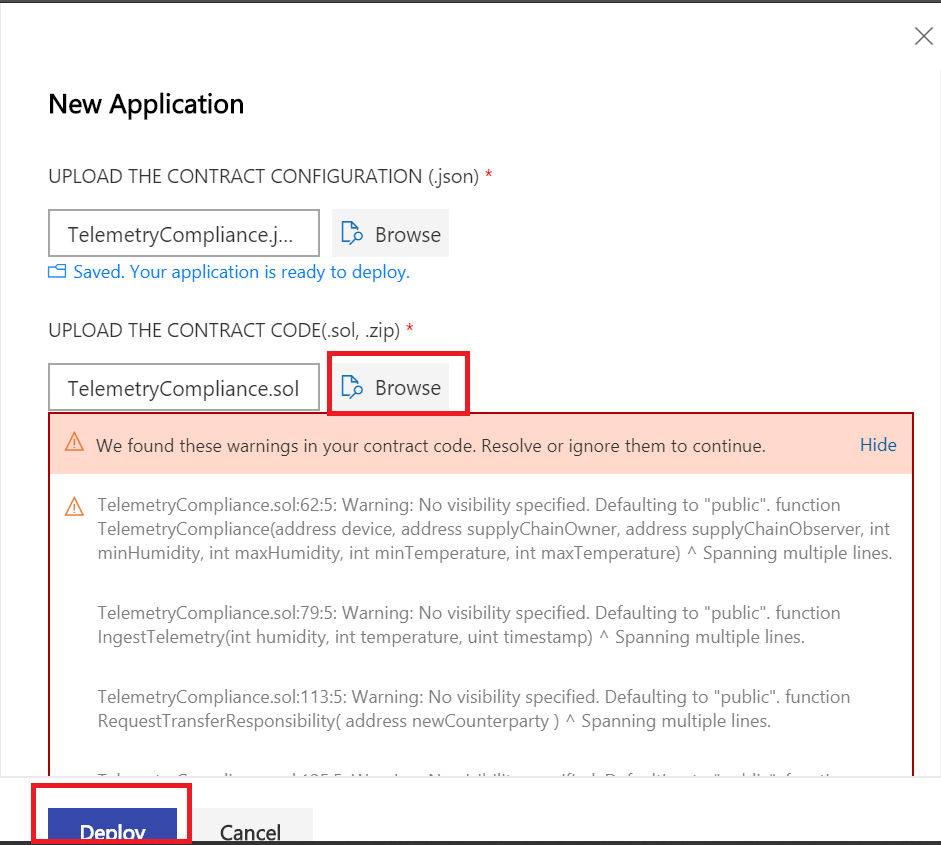 New Application
UPLOAD THE CONTRACT CONFIGURATION (.json) *
TelemetryCompliance.j...
Browse
Saved. Your application is ready to deploy.
UPLOAD THE CONTRACT CODE(.sol, .zip) *
TelemetryCompliance.sol
Browse
We found these warnings in your contract code. Resolve or ignore them to continue.
Hide
TelemetryCompliance.sol:62:5: Warning: No visibility specified. Defaulting to "public". function
TelemetryCompliance(address device, address supplyChainOwner, address supplyChainObserver, int
minHumidity, int maxHumidity, int minTemperature, int maxTemperature) ^ Spanning multiple lines.
TelemetryCompliance.sol:79:5: Warning: No visibility specified. Defaulting to "public". function
IngestTelemetry(int humidity, int temperature, uint timestamp) ^ Spanning multiple lines.
TelemetryCompliance.sol:113:5: Warning: No visibility specified. Defaulting to "public". function
RequestTransferResponsibility( address newCounterparty ) ^ Spanning multiple lines.
Deploy
Cancel